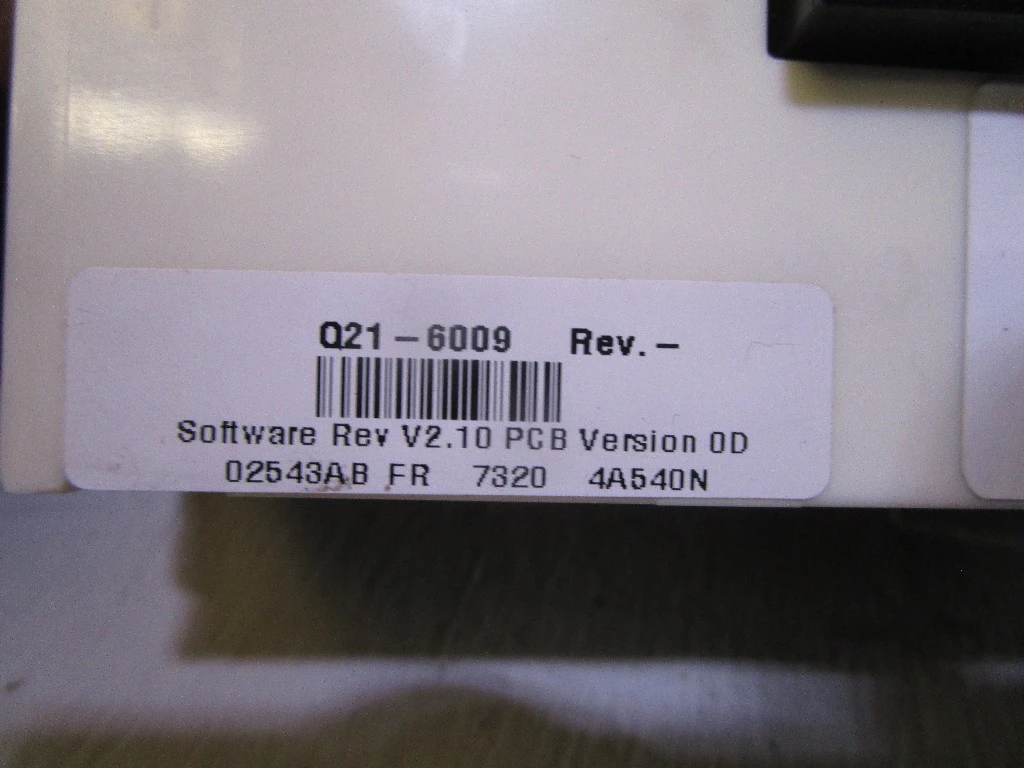 Q21-6009 Rev. -
Software Rev V2.10 PCB Version 0D
02543AB FR 7320 4A540N